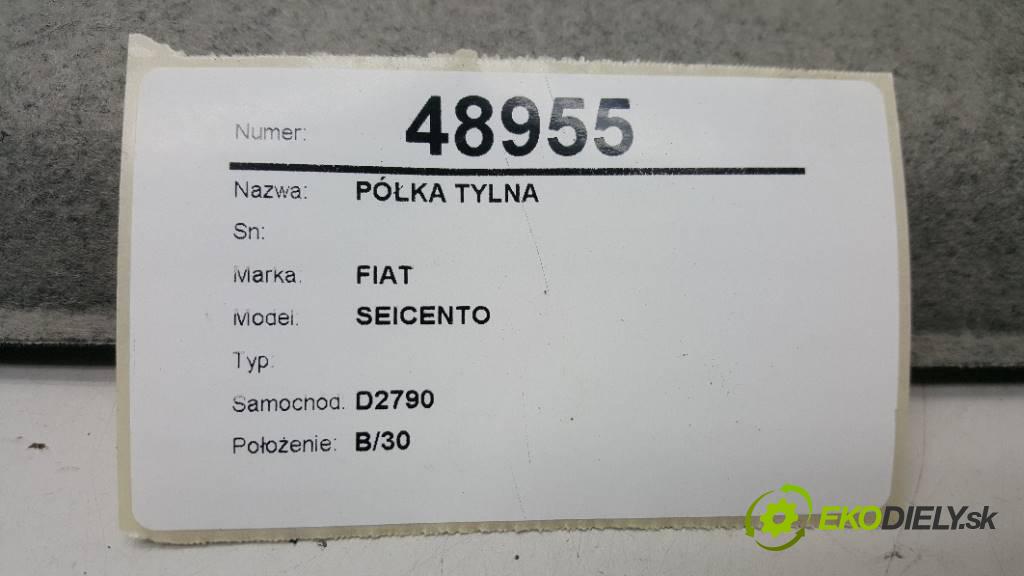 Numer: 48955
Nazwa: PÓŁKA TYLNA
Sn:
Marka: FIAT
Model: SEICENTO
Typ:
Samochod. D2790
Położenie: B/30
EKODIELY.sk